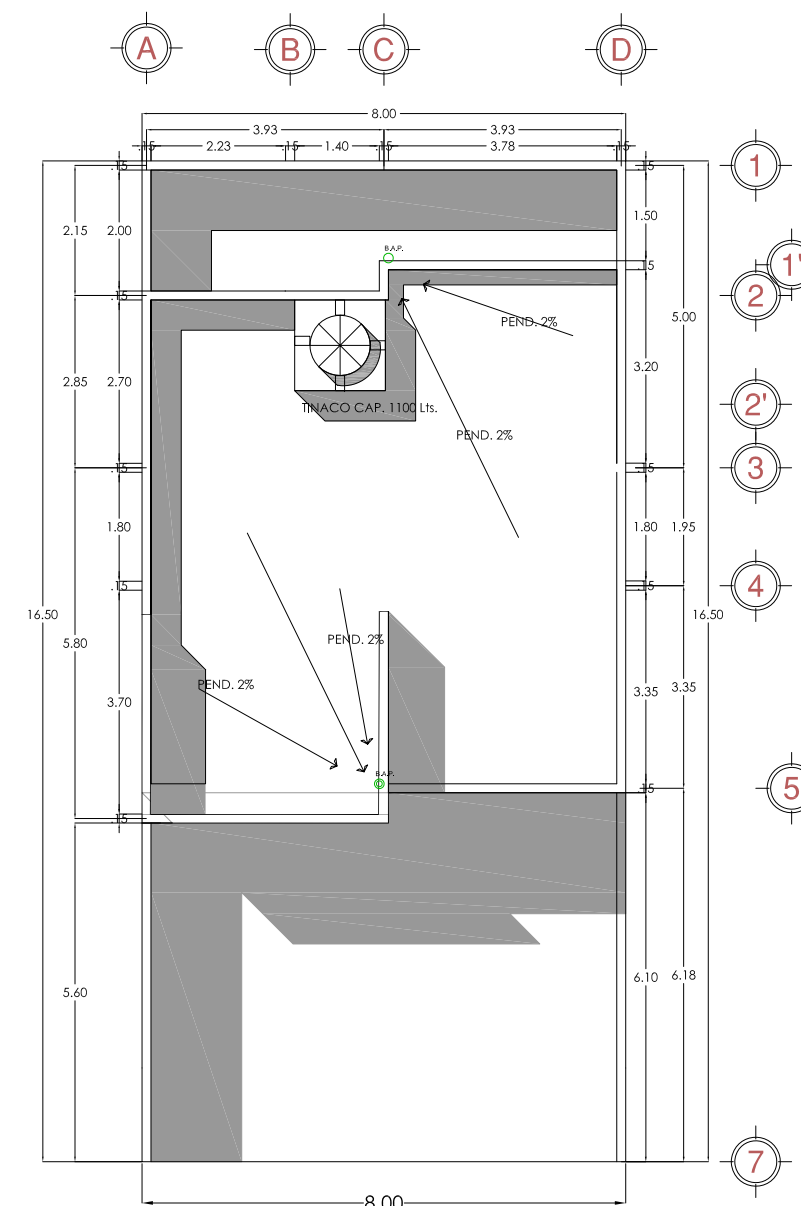 A B C D
8.00
3.93 3.93
.15 2.23 .15 1.40 .15 3.78 .15
.15 .15 1
2.15 2.00 1.50
B.A.P.
.15 1'
.15 2
PEND. 2% 5.00
3.20
2.85 2.70
TINACO CAP. 1100 Lts. 2'
PEND. 2%
.15 .15 3
1.80 1.80 1.95
.15 .15 4
16.50 16.50
5.80 PEND. 2%
PEND. 2% 3.35 3.35
3.70
B.A.P.
.15 5
.15
6.10 6.18
5.60
7
8.00